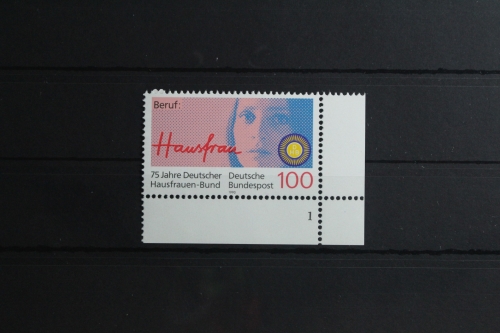 Beruf:
Hausfrau
75 Jahre Deutscher
Hausfrauen-Bund
Deutsche
Bundespost
100
1